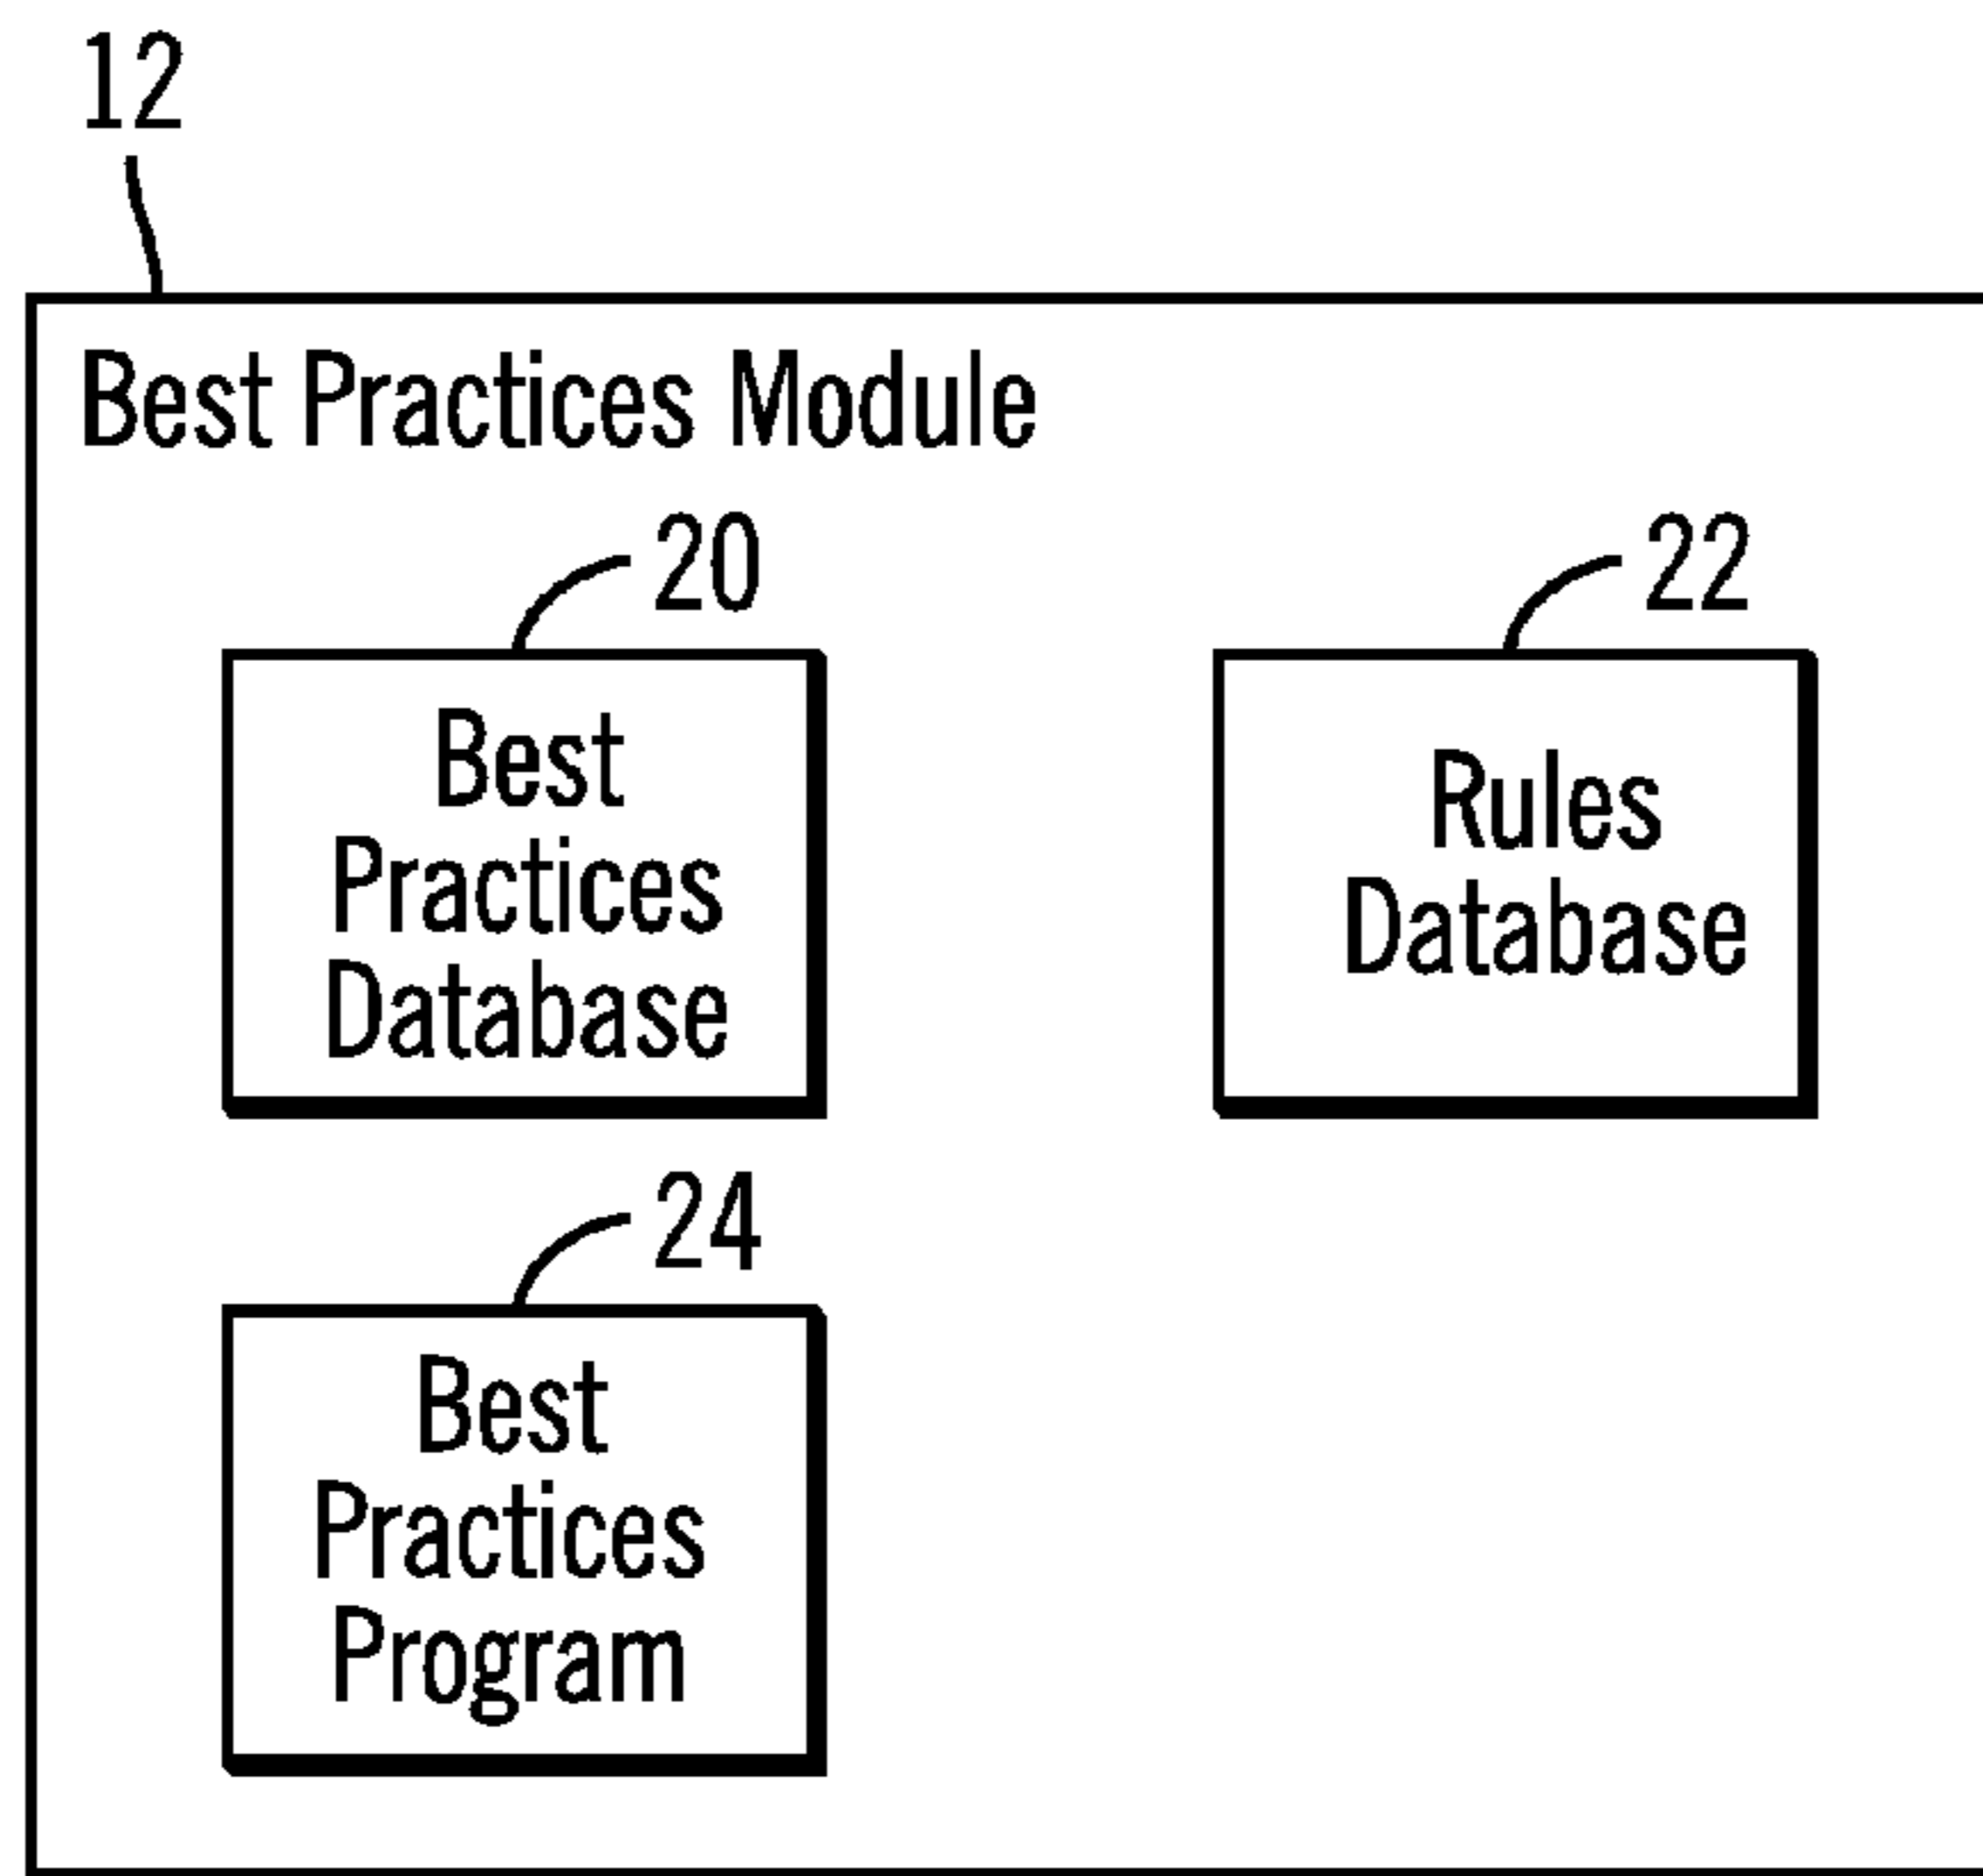 12
Best Practices Module
20
Best
Practices
Database
22
Rules
Database
24
Best
Practices
Program